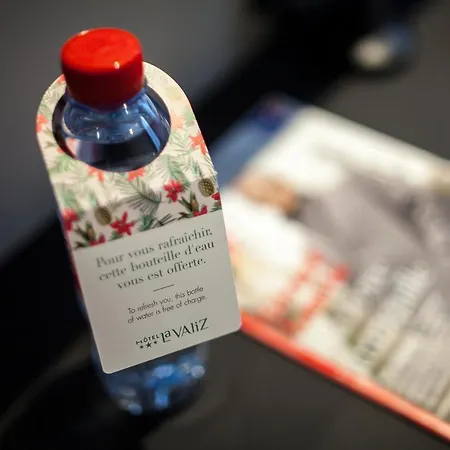 Pour vous rafraîchir,
cette bouteille d'eau
vous est offerte.
To refresh you, this bottle
of water is free of charge.
HÔTEL LaVALiZ
★★★